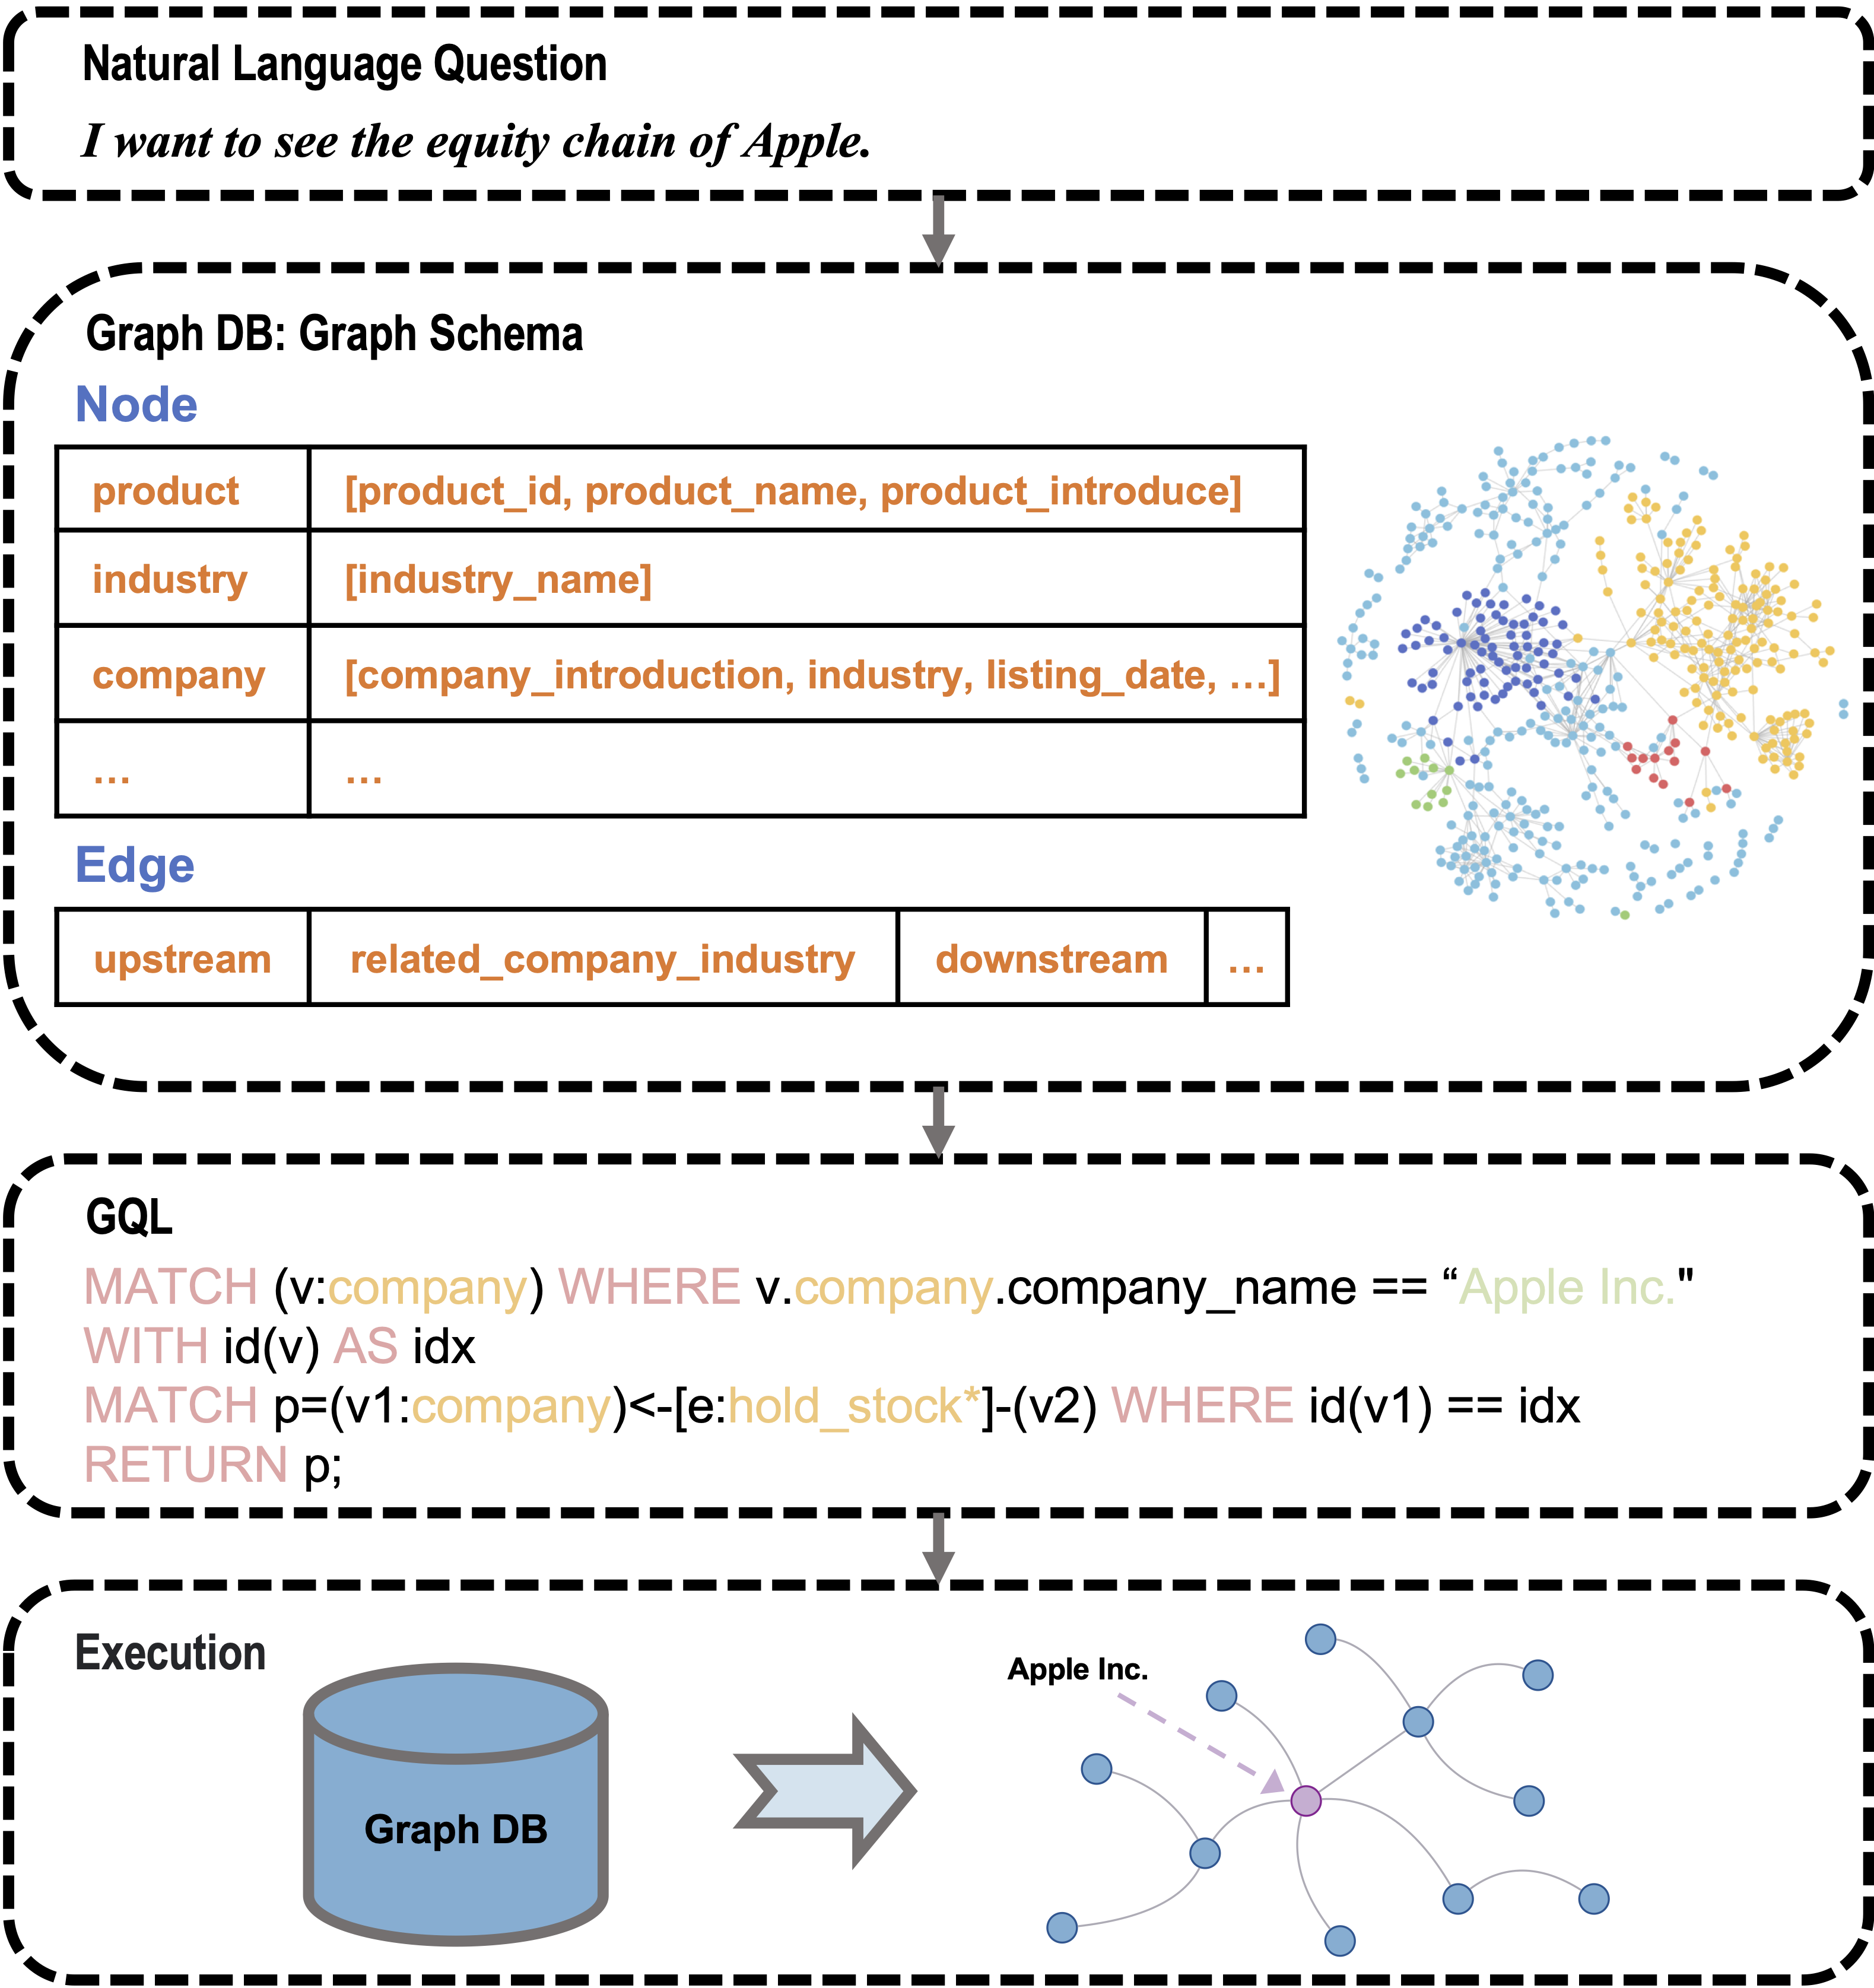 Natural Language Question
I want to see the equity chain of Apple.
Graph DB: Graph Schema
Node
product [product_id, product_name, product_introduce]
industry [industry_name]
company [company_introduction, industry, listing_date, ...]
... ...
Edge
upstream related_company_industry downstream ...
GQL
MATCH (v:company) WHERE v.company.company_name == “Apple Inc."
WITH id(v) AS idx
MATCH p=(v1:company)<-[e:hold_stock*]-(v2) WHERE id(v1) == idx
RETURN p;
Execution
Apple Inc.
Graph DB